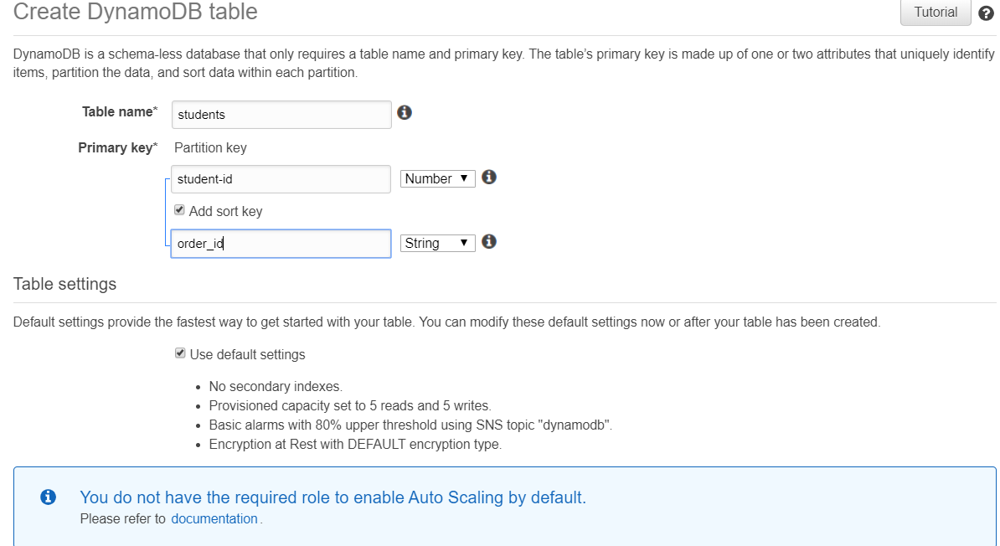 Create DynamoDB table
Tutorial
?
DynamoDB is a schema-less database that only requires a table name and primary key. The table's primary key is made up of one or two attributes that uniquely identify
items, partition the data, and sort data within each partition.
Table name* students
Primary key* Partition key
student-id Number
Add sort key
order_id String
Table settings
Default settings provide the fastest way to get started with your table. You can modify these default settings now or after your table has been created.
Use default settings
• No secondary indexes.
• Provisioned capacity set to 5 reads and 5 writes.
• Basic alarms with 80% upper threshold using SNS topic "dynamodb".
• Encryption at Rest with DEFAULT encryption type.
You do not have the required role to enable Auto Scaling by default.
Please refer to documentation.